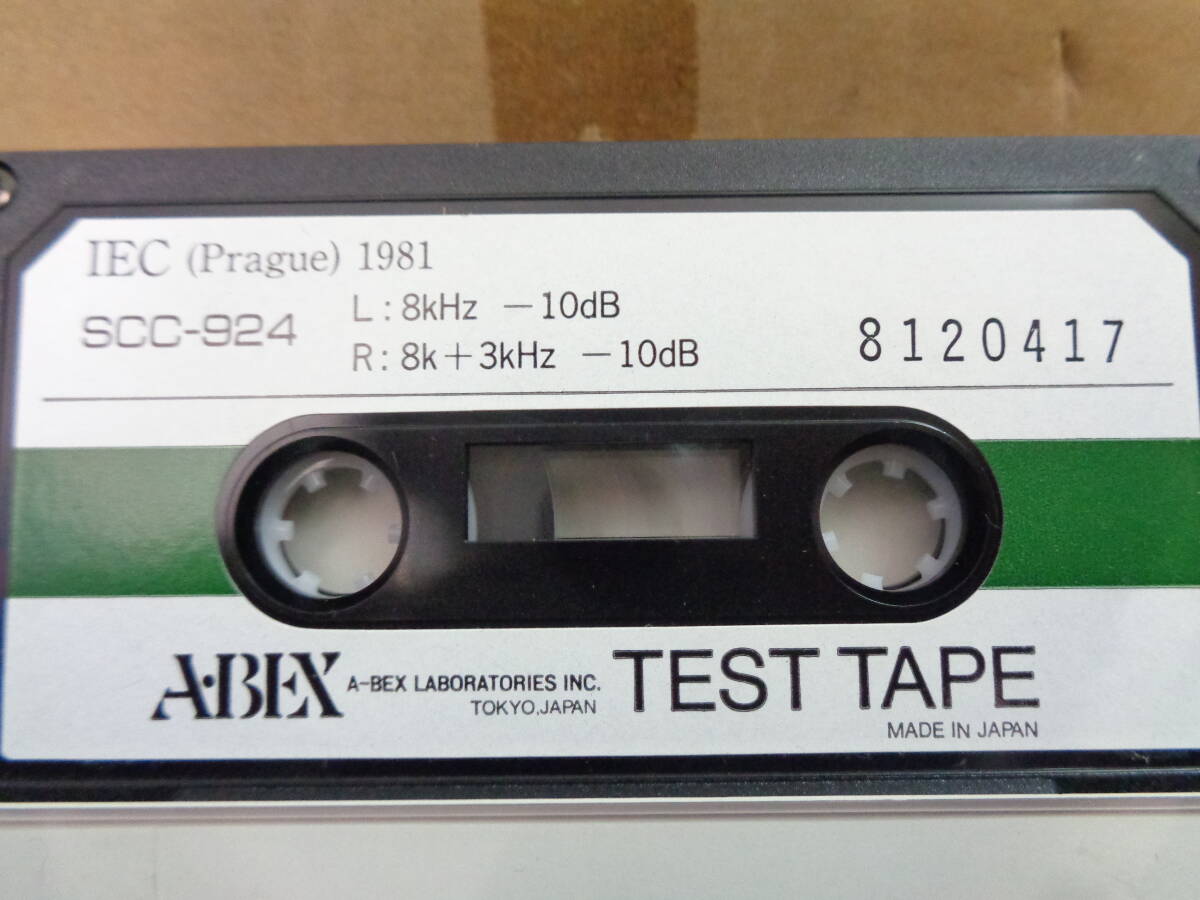 IEC (Prague) 1981
SCC-924
L:8kHz －10dB
R:8k＋3kHz －10dB
8120417
A·BEX
A-BEX LABORATORIES INC.
TOKYO,JAPAN
TEST TAPE
MADE IN JAPAN